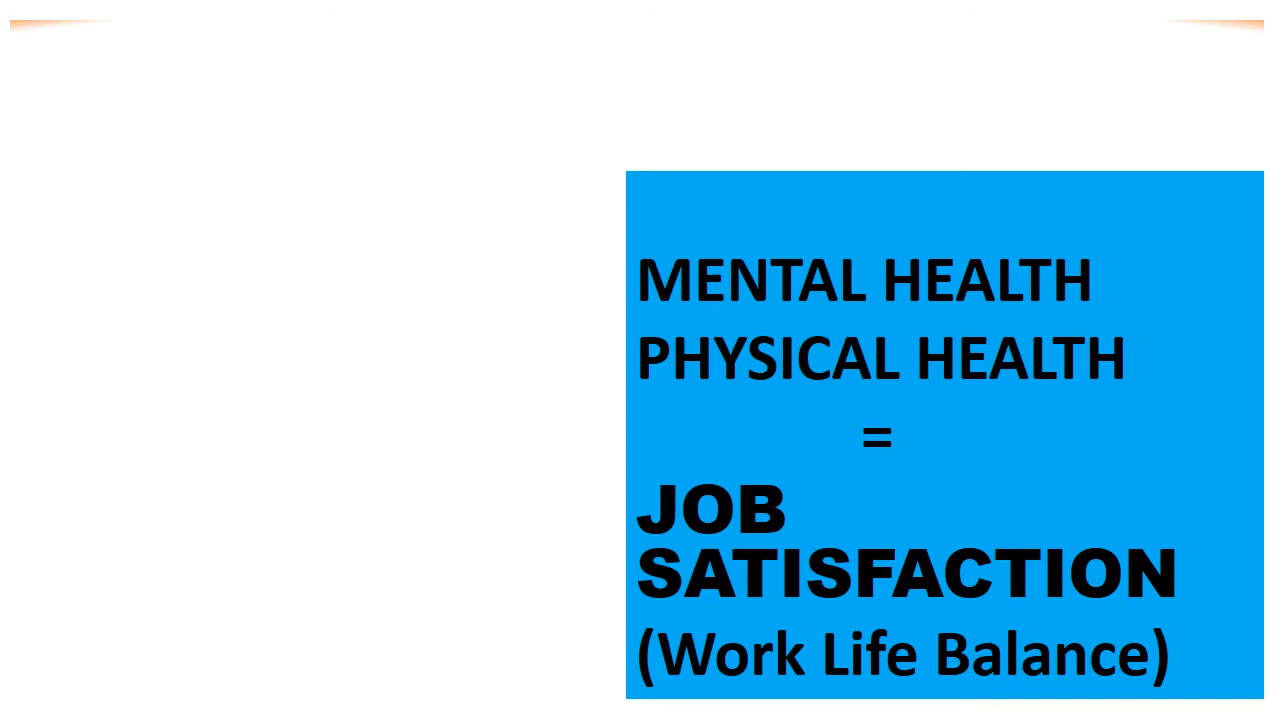 MENTAL HEALTH
PHYSICAL HEALTH
=
JOB
SATISFACTION
(Work Life Balance)